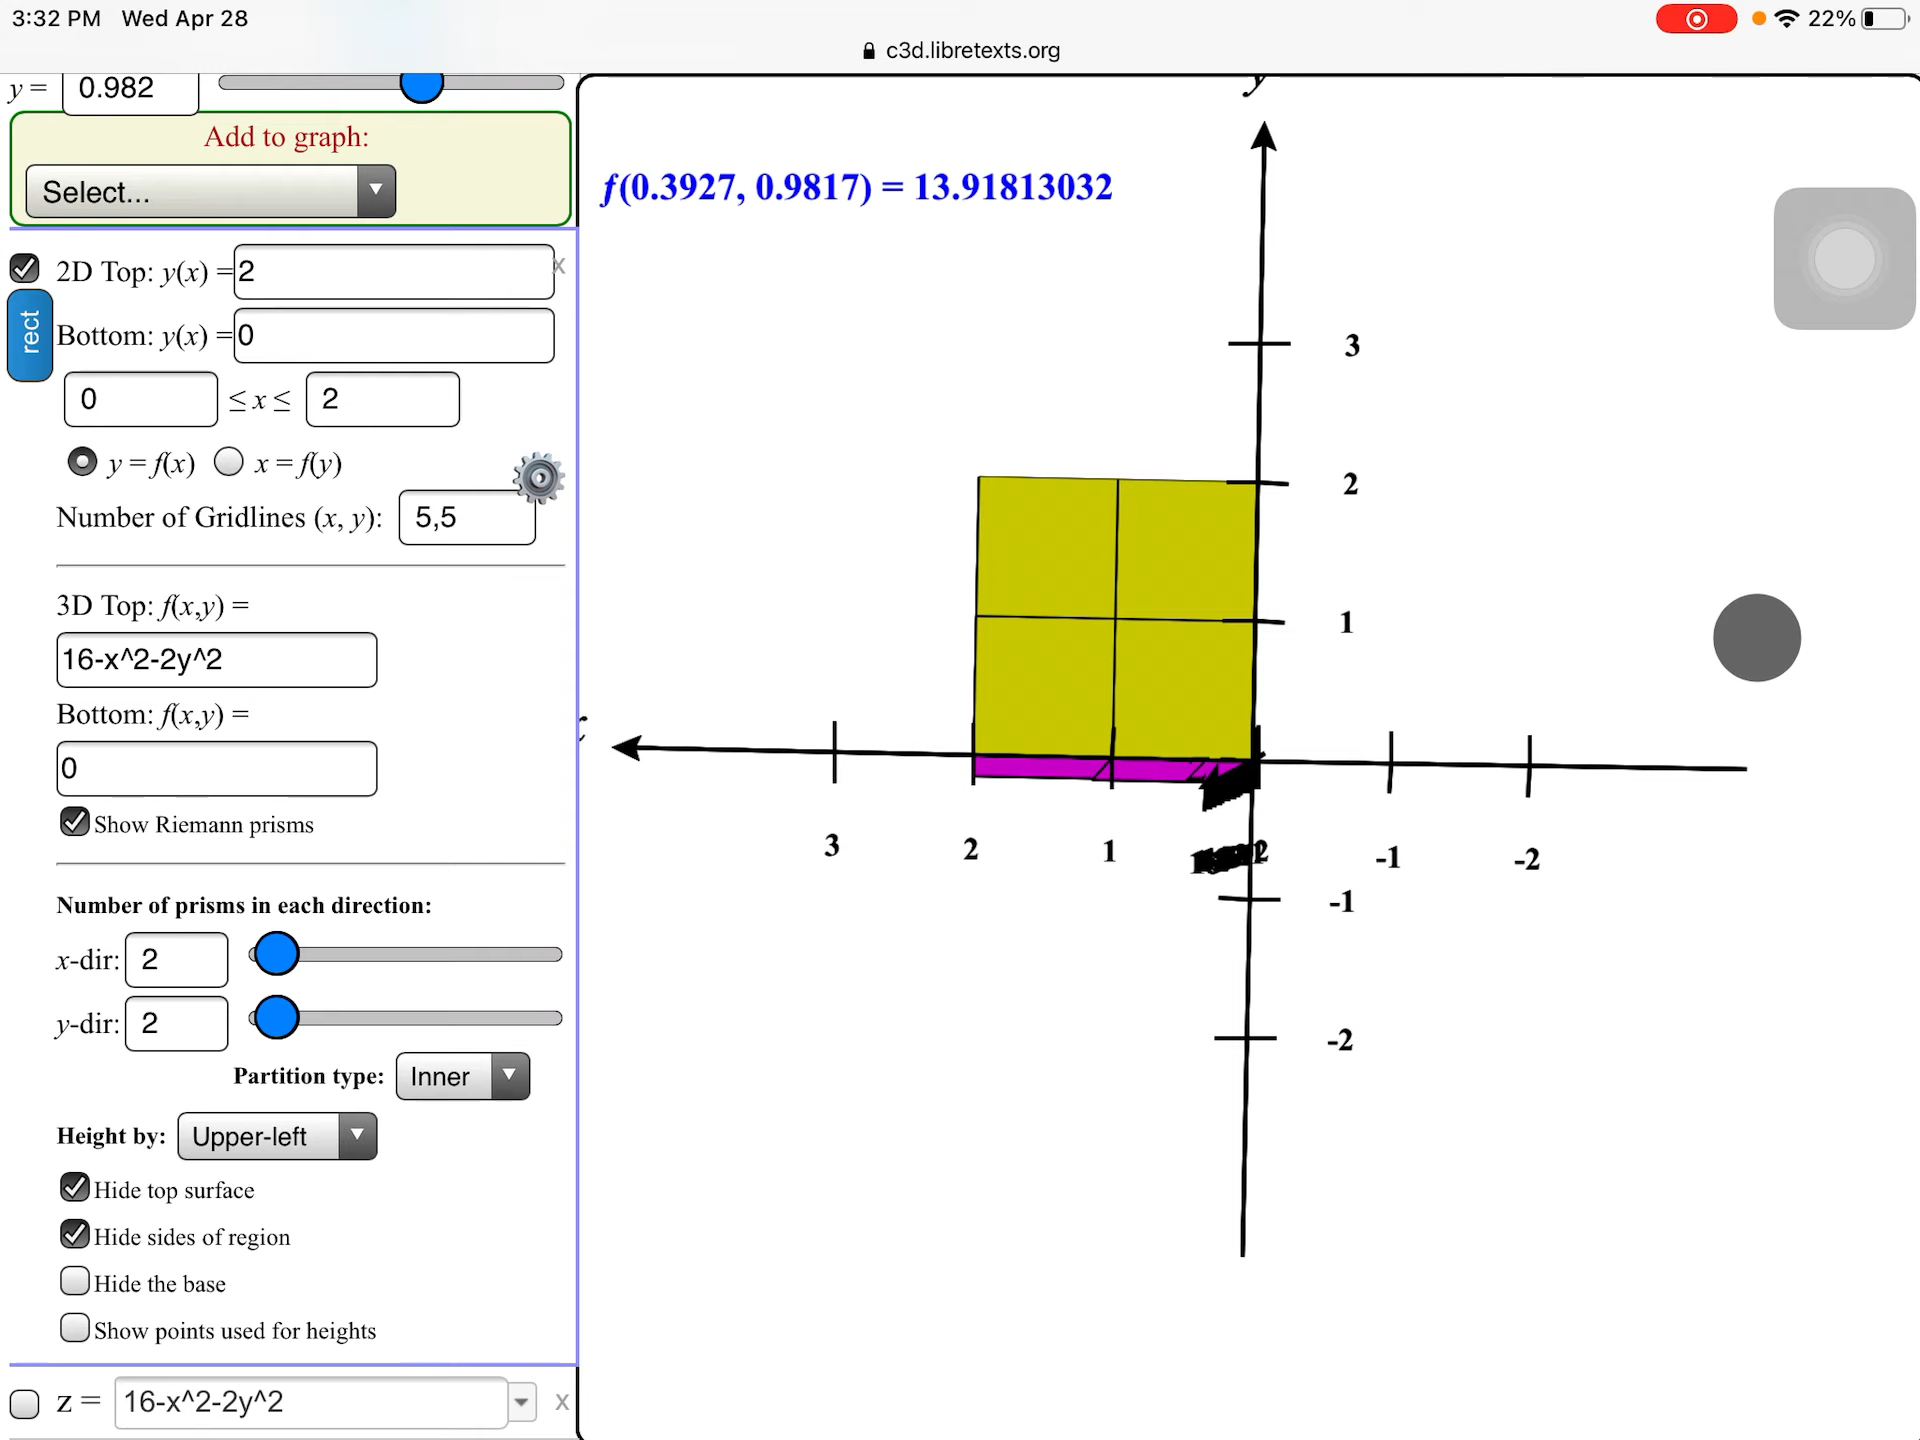 3:32 PM Wed Apr 28
22%
c3d.libretexts.org
y = 0.982
Add to graph:
Select...
2D Top: y(x) = 2
x
rect
Bottom: y(x) = 0
0 ≤ x ≤ 2
y = f(x) x = f(y)
Number of Gridlines (x, y): 5,5
3D Top: f(x,y) =
16-x^2-2y^2
Bottom: f(x,y) =
0
Show Riemann prisms
Number of prisms in each direction:
x-dir: 2
y-dir: 2
Partition type: Inner
Height by: Upper-left
Hide top surface
Hide sides of region
Hide the base
Show points used for heights
z = 16-x^2-2y^2
x
y
f(0.3927, 0.9817) = 13.91813032
3
2
1
3 2 1 -1 -2
-1
-2